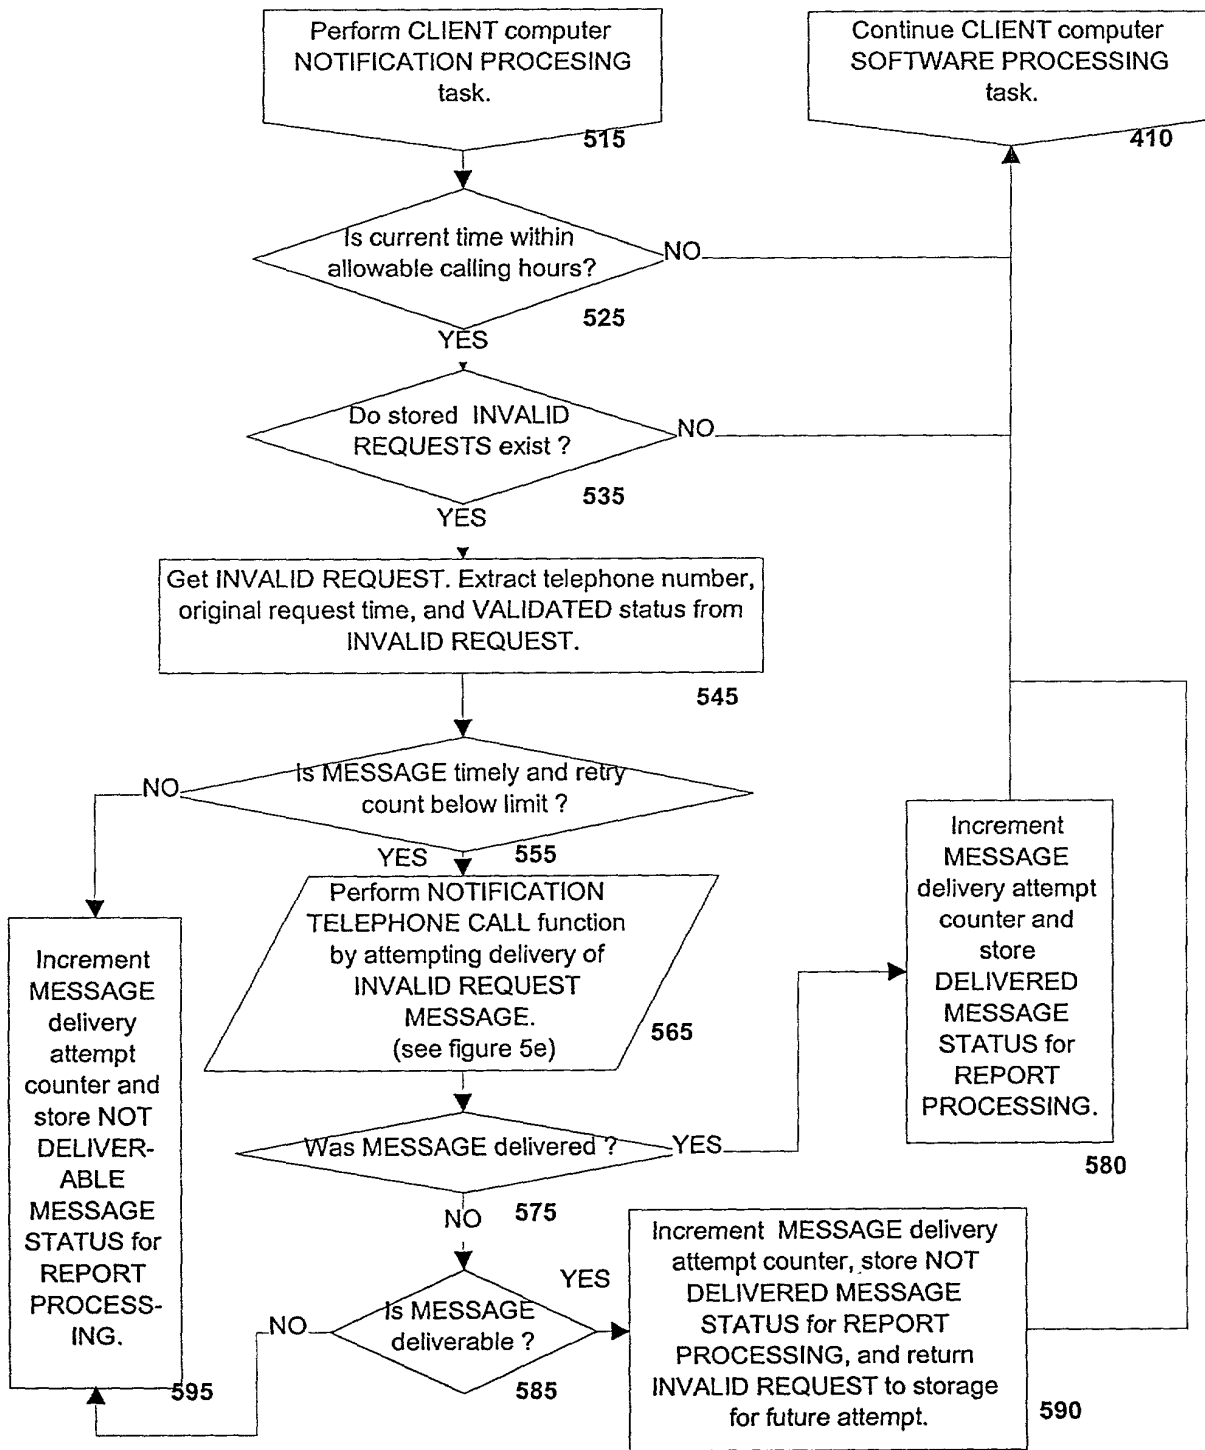 Perform CLIENT computer
NOTIFICATION PROCESING
task.
515
Continue CLIENT computer
SOFTWARE PROCESSING
task.
410
Is current time within
allowable calling hours?
NO
525
YES
Do stored INVALID
REQUESTS exist ?
NO
535
YES
Get INVALID REQUEST. Extract telephone number,
original request time, and VALIDATED status from
INVALID REQUEST.
545
Is MESSAGE timely and retry
count below limit ?
NO
YES
555
Perform NOTIFICATION
TELEPHONE CALL function
by attempting delivery of
INVALID REQUEST
MESSAGE.
(see figure 5e)
565
Increment
MESSAGE
delivery attempt
counter and
store
DELIVERED
MESSAGE
STATUS for
REPORT
PROCESSING.
580
Increment
MESSAGE
delivery
attempt
counter and
store NOT
DELIVER-
ABLE
MESSAGE
STATUS for
REPORT
PROCESS-
ING.
595
Was MESSAGE delivered ?
YES
NO
575
Is MESSAGE
deliverable ?
NO
YES
585
Increment MESSAGE delivery
attempt counter, store NOT
DELIVERED MESSAGE
STATUS for REPORT
PROCESSING, and return
INVALID REQUEST to storage
for future attempt.
590